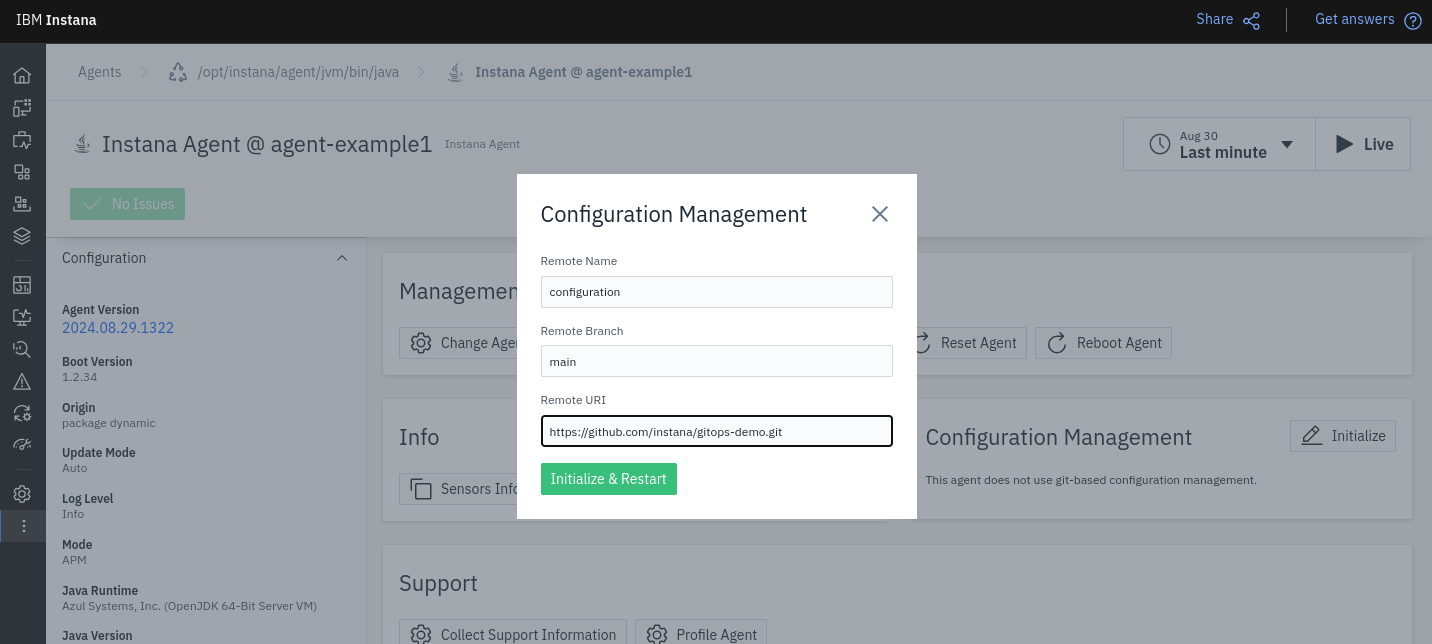 IBM Instana
Share
Get answers
Agents
/opt/instana/agent/jvm/bin/java
Instana Agent @ agent-example1
Instana Agent @ agent-example1
Instana Agent
Aug 30
Last minute
Live
No Issues
Configuration
Agent Version
2024.08.29.1322
Boot Version
1.2.34
Origin
package dynamic
Update Mode
Auto
Log Level
Info
Mode
APM
Java Runtime
Azul Systems, Inc. (OpenJDK 64-Bit Server VM)
Java Version
Configuration Management
Remote Name
configuration
Remote Branch
main
Remote URI
https://github.com/instana/gitops-demo.git
Initialize & Restart
Change
Reset Agent
Reboot Agent
Info
Sensors
Configuration Management
Initialize
This agent does not use git-based configuration management.
Support
Collect Support Information
Profile Agent